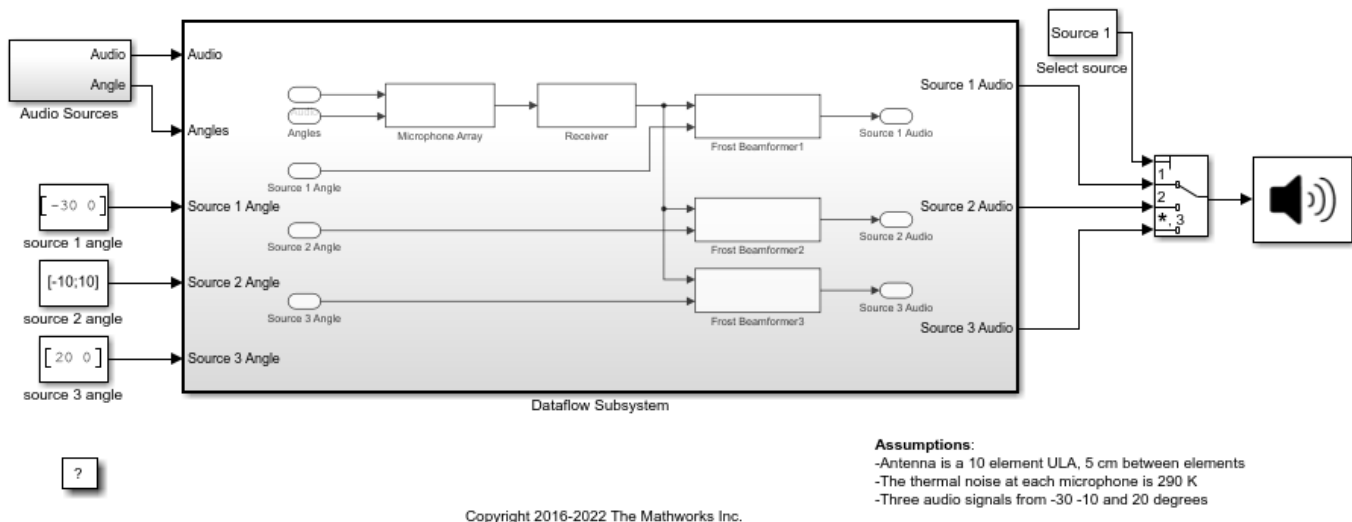 Source 1
Select source
Audio
Angle
Audio Sources
Audio
Angles
Source 1 Angle
Source 2 Angle
Source 3 Angle
[ -30 0 ]
source 1 angle
[-10;10]
source 2 angle
[ 20 0 ]
source 3 angle
Audio
Angles
Source 1 Angle
Source 2 Angle
Source 3 Angle
Microphone Array
Receiver
Frost Beamformer1
Frost Beamformer2
Frost Beamformer3
Source 1 Audio
Source 2 Audio
Source 3 Audio
Source 1 Audio
Source 2 Audio
Source 3 Audio
1
2
*, 3
Dataflow Subsystem
?
Assumptions:
-Antenna is a 10 element ULA, 5 cm between elements
-The thermal noise at each microphone is 290 K
-Three audio signals from -30 -10 and 20 degrees
Copyright 2016-2022 The Mathworks Inc.